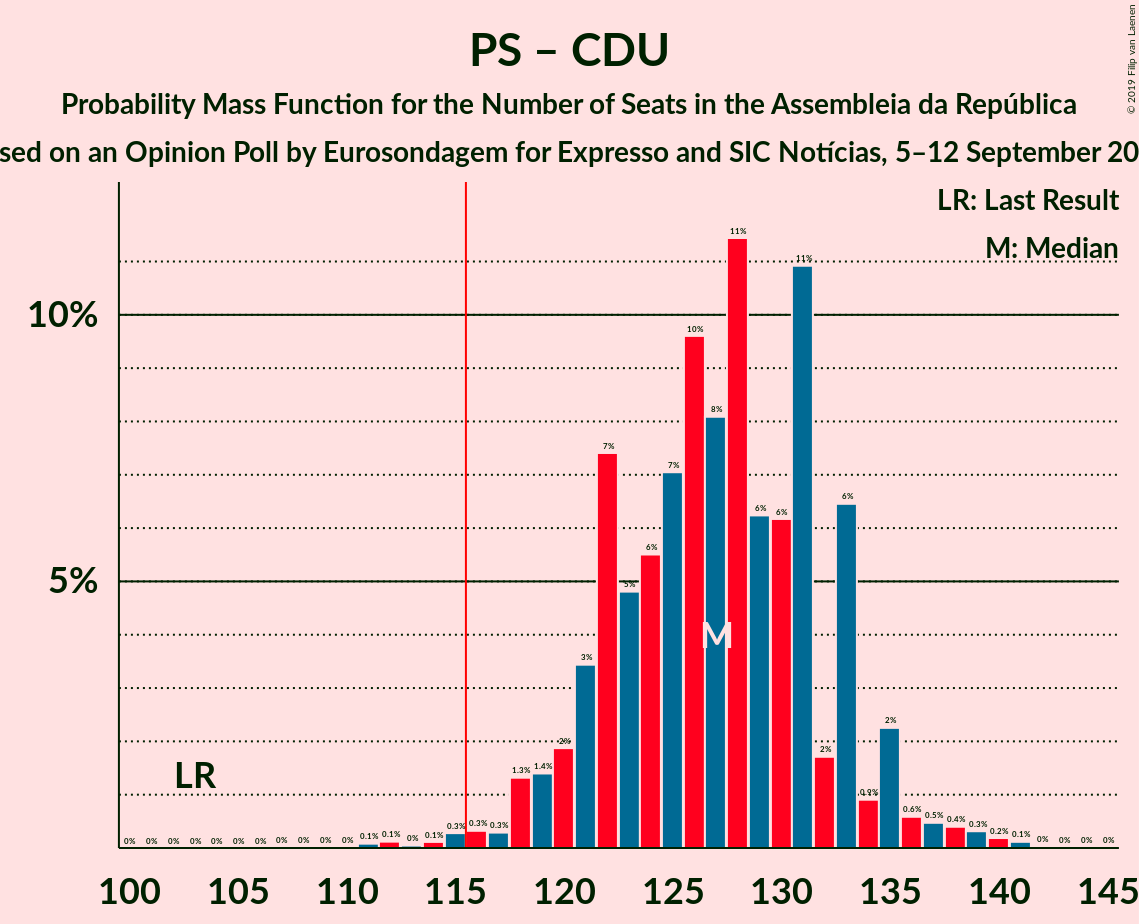 PS – CDU
Probability Mass Function for the Number of Seats in the Assembleia da República
sed on an Opinion Poll by Eurosondagem for Expresso and SIC Notícias, 5–12 September 20
© 2019 Filip van Laenen
LR: Last Result
M: Median
10%
5%
LR
M
0% 0% 0% 0% 0% 0% 0% 0% 0% 0% 0% 0.1% 0.1% 0% 0.1% 0.3% 0.3% 0.3% 1.3% 1.4% 2% 3% 7% 5% 6% 7% 10% 8% 11% 6% 6% 11% 2% 6% 0.9% 2% 0.6% 0.5% 0.4% 0.3% 0.2% 0.1% 0% 0% 0% 0%
100 105 110 115 120 125 130 135 140 145